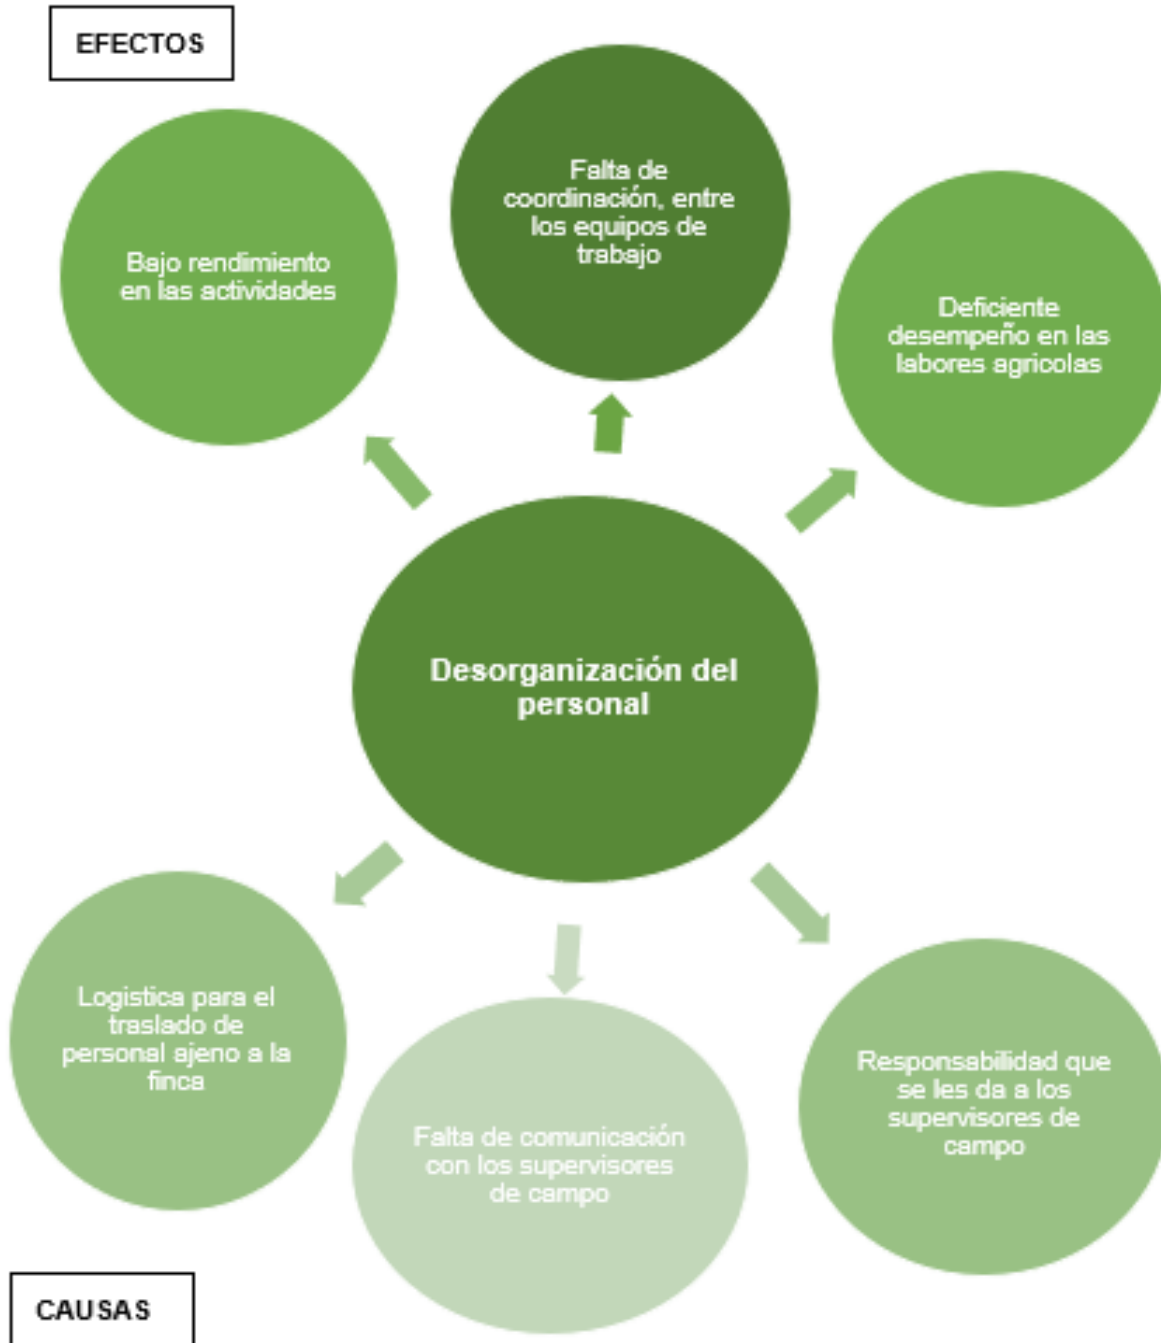 EFECTOS
Falta de
coordinación, entre
los equipos de
trabajo
Bajo rendimiento
en las actividades
Deficiente
desempeño en las
labores agricolas
Desorganización del
personal
Logistica para el
traslado de
personal ajeno a la
finca
Falta de comunicación
con los supervisores
de campo
Responsabilidad que
se les da a los
supervisores de
campo
CAUSAS